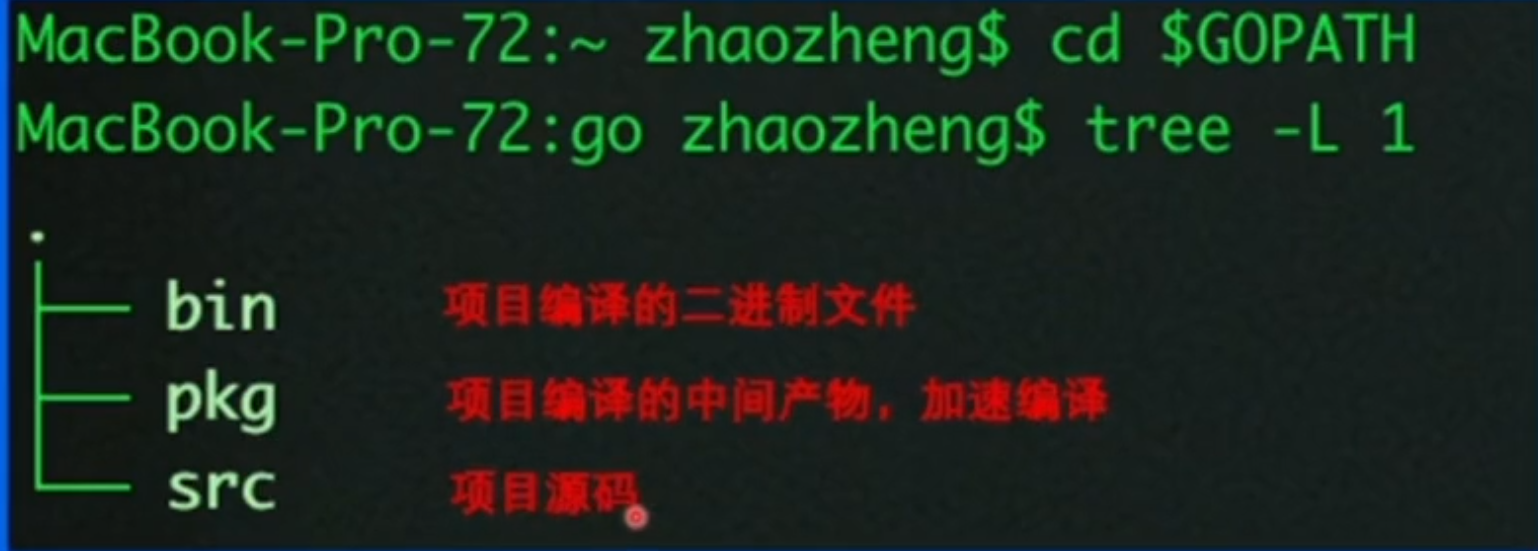 MacBook-Pro-72:~ zhaozheng$ cd $GOPATH
MacBook-Pro-72:go zhaozheng$ tree -L 1
.
├── bin 项目编译的二进制文件
├── pkg 项目编译的中间产物，加速编译
└── src 项目源码